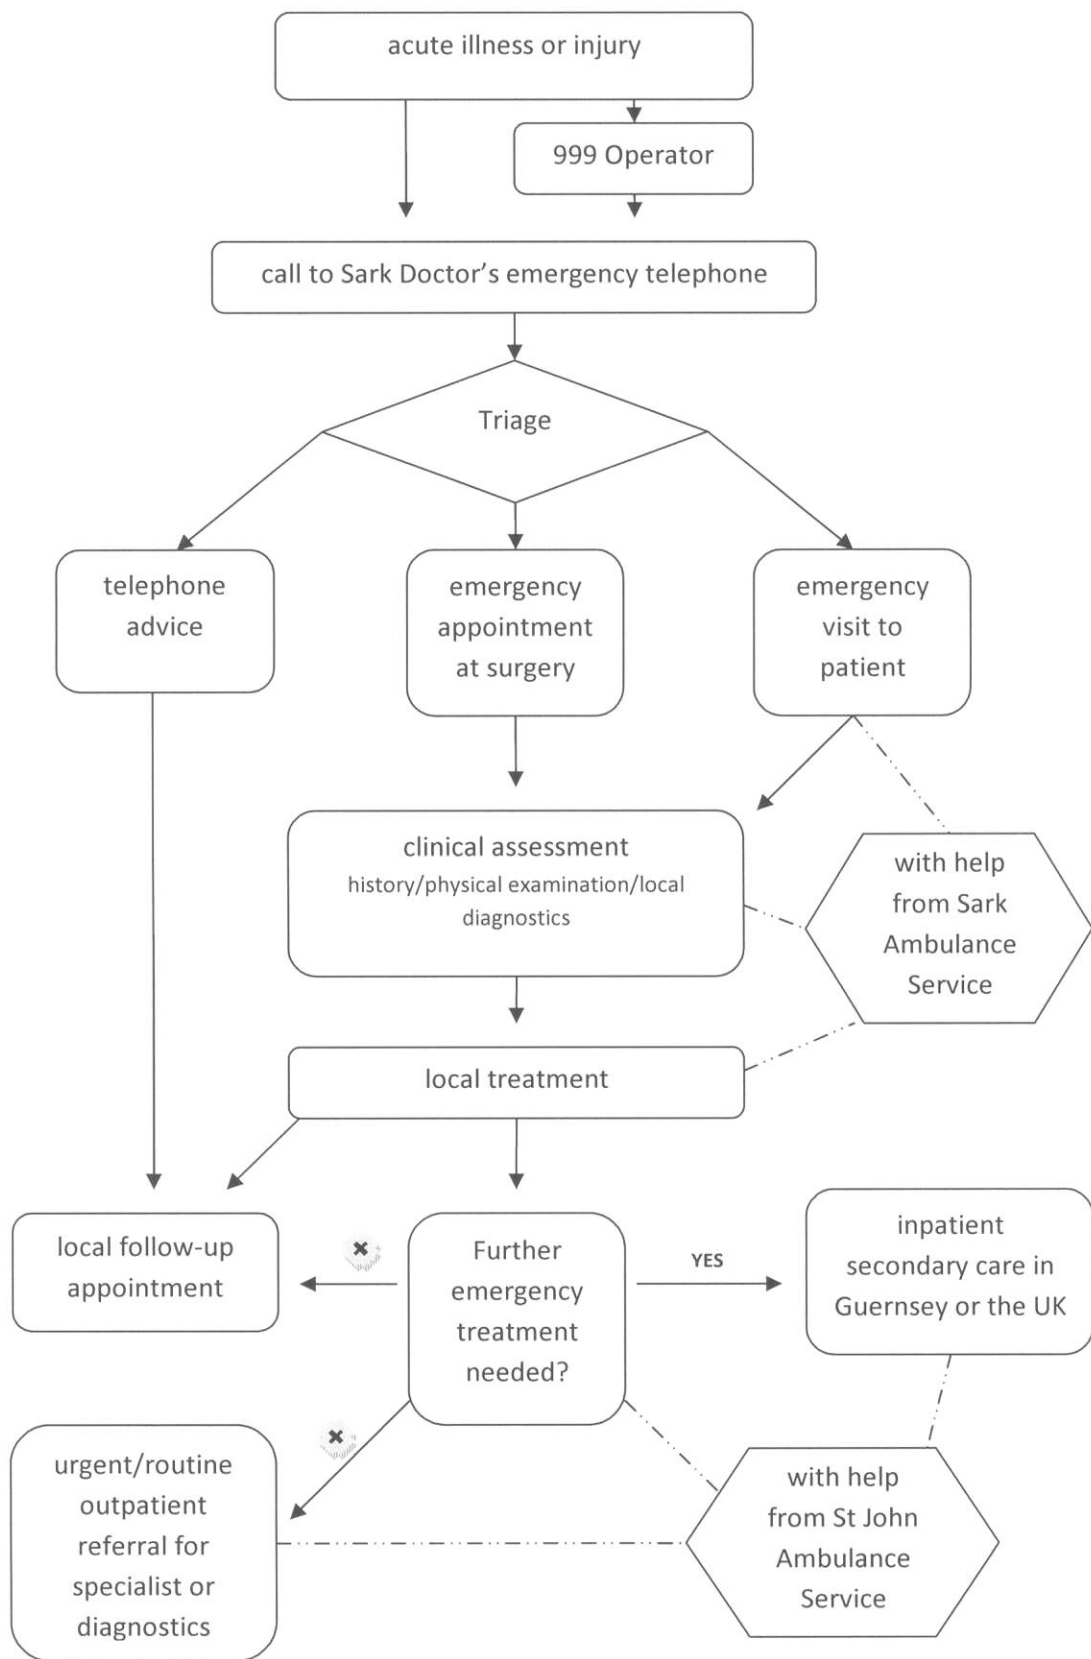 acute illness or injury
999 Operator
call to Sark Doctor’s emergency telephone
Triage
telephone
advice
emergency
appointment
at surgery
emergency
visit to
patient
clinical assessment
history/physical examination/local
diagnostics
with help
from Sark
Ambulance
Service
local treatment
local follow-up
appointment
Further
emergency
treatment
needed?
YES
inpatient
secondary care in
Guernsey or the UK
urgent/routine
outpatient
referral for
specialist or
diagnostics
with help
from St John
Ambulance
Service